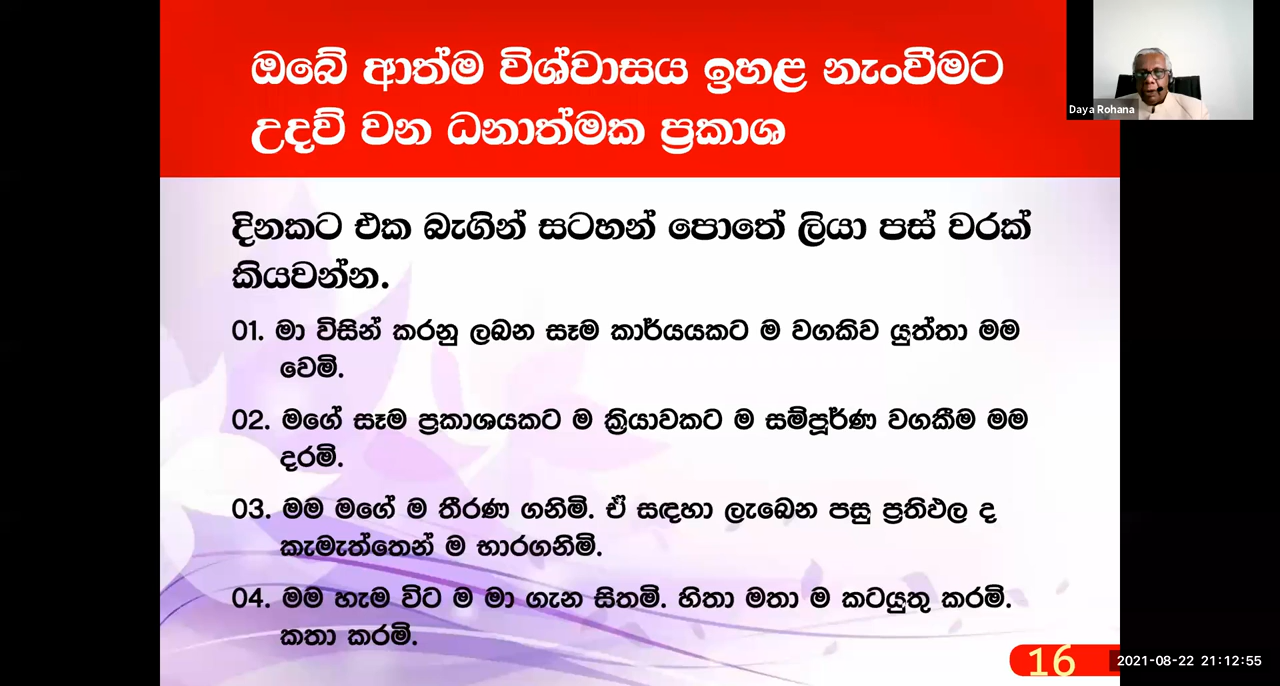 ඔබේ ආත්ම විශ්වාසය ඉහළ නැංවීමට
උදව් වන ධනාත්මක ප්‍රකාශ
Daya Rohana
දිනකට එක බැගින් සටහන් පොතේ ලියා පස් වරක්
කියවන්න.
01. මා විසින් කරනු ලබන සෑම කාර්යයකට ම වගකිව යුත්තා මම
වෙමි.
02. මගේ සෑම ප්‍රකාශයකට ම ක්‍රියාවකට ම සම්පූර්ණ වගකීම මම
දරමි.
03. මම මගේ ම තීරණ ගනිමි. ඒ සඳහා ලැබෙන පසු ප්‍රතිඵල ද
කැමැත්තෙන් ම භාරගනිමි.
04. මම හැම විට ම මා ගැන සිතමි. හිතා මතා ම කටයුතු කරමි.
කතා කරමි.
16
2021-08-22 21:12:55